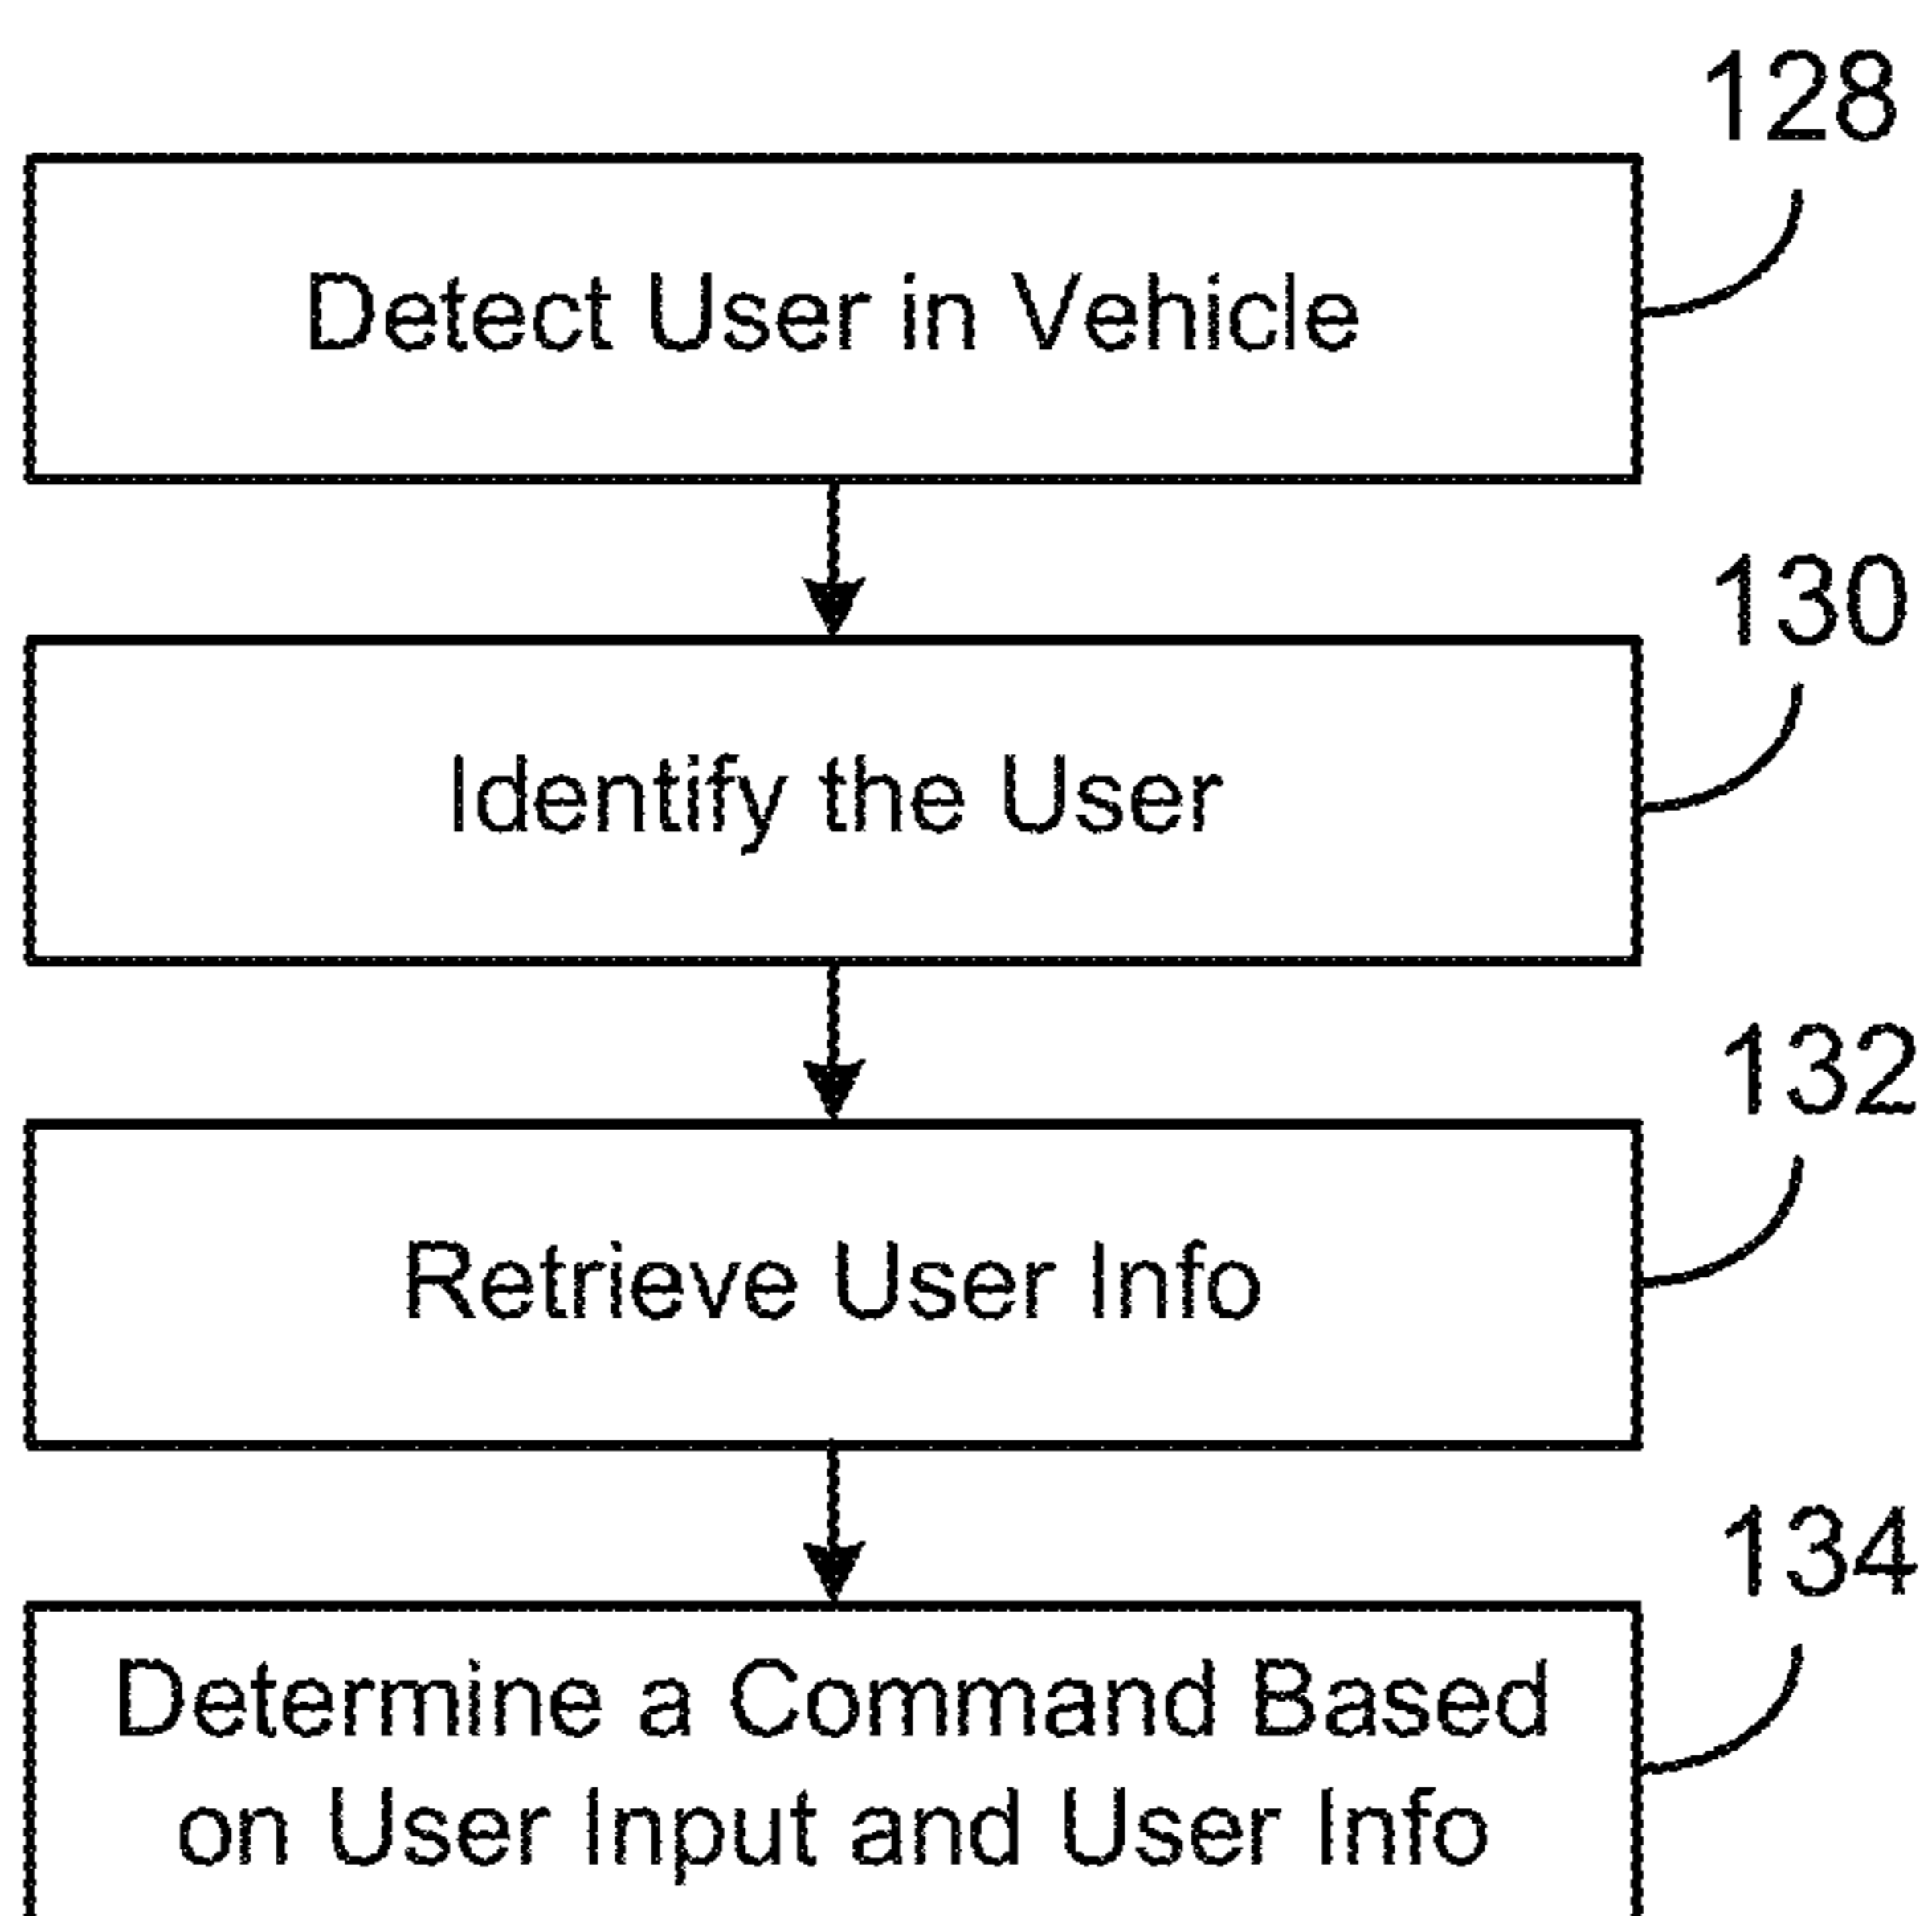 128
Detect User in Vehicle
130
Identify the User
132
Retrieve User Info
134
Determine a Command Based
on User Input and User Info